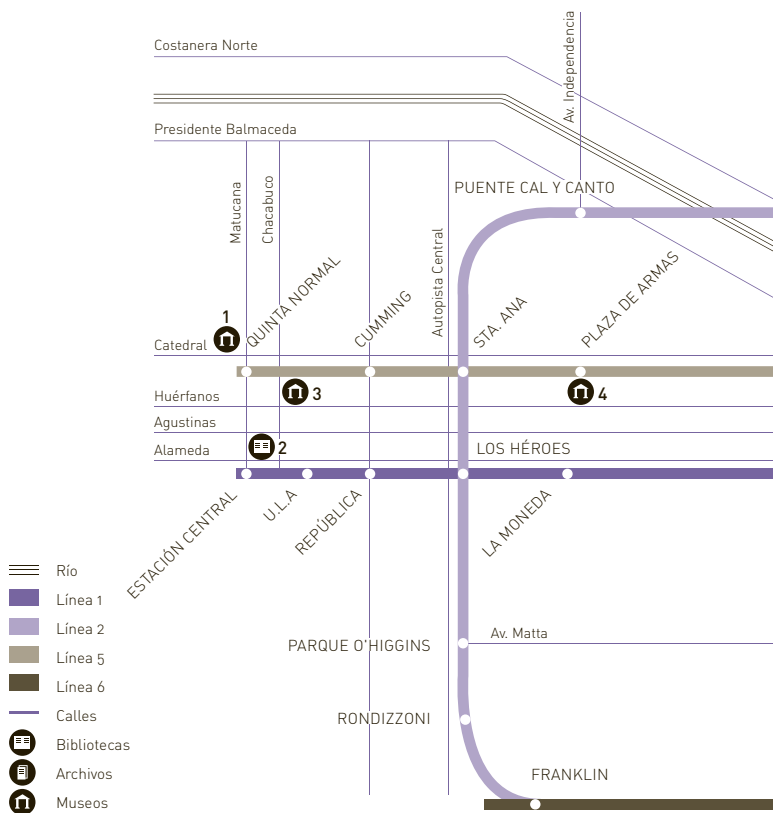 Costanera Norte
Av. Independencia
Presidente Balmaceda
PUENTE CAL Y CANTO
Matucana
Chacabuco
Autopista Central
QUINTA NORMAL
CUMMING
STA. ANA
PLAZA DE ARMAS
1
Catedral
3
4
Huérfanos
Agustinas
2
Alameda
LOS HÉROES
ESTACIÓN CENTRAL
U.L.A
REPÚBLICA
LA MONEDA
Río
Línea 1
Línea 2
Línea 5
Línea 6
Calles
Bibliotecas
Archivos
Museos
Av. Matta
PARQUE O'HIGGINS
RONDIZZONI
FRANKLIN